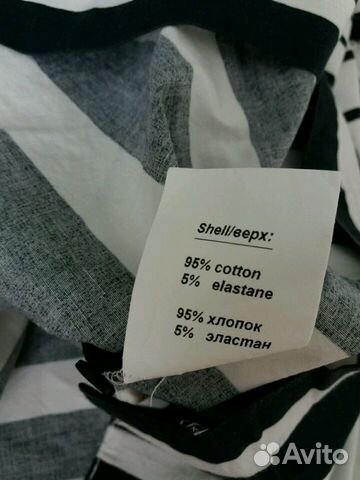 Shell/верх:
95% cotton
5% elastane
95% хлопок
5% эластан
Avito